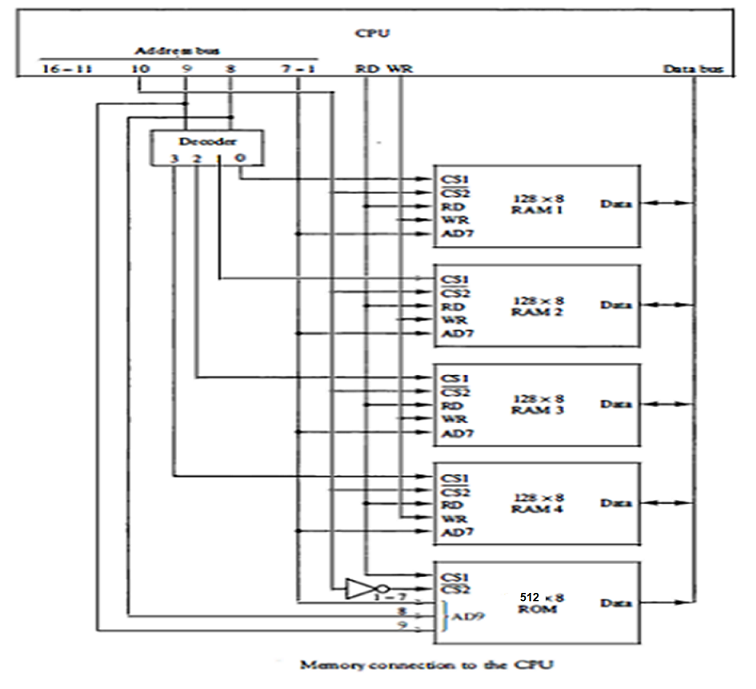 CPU
Address bus
16 - 11 10 9 8 7 - 1 RD WR Data bus
Decoder
3 2 1 0
CS1
CS2
RD
WR
AD7
128 × 8
RAM 1
Data
CS1
CS2
RD
WR
AD7
128 × 8
RAM 2
Data
CS1
CS2
RD
WR
AD7
128 × 8
RAM 3
Data
CS1
CS2
RD
WR
AD7
128 × 8
RAM 4
Data
CS1
CS2
1 - 7
8
9
AD9
512 × 8
ROM
Data
Memory connection to the CPU